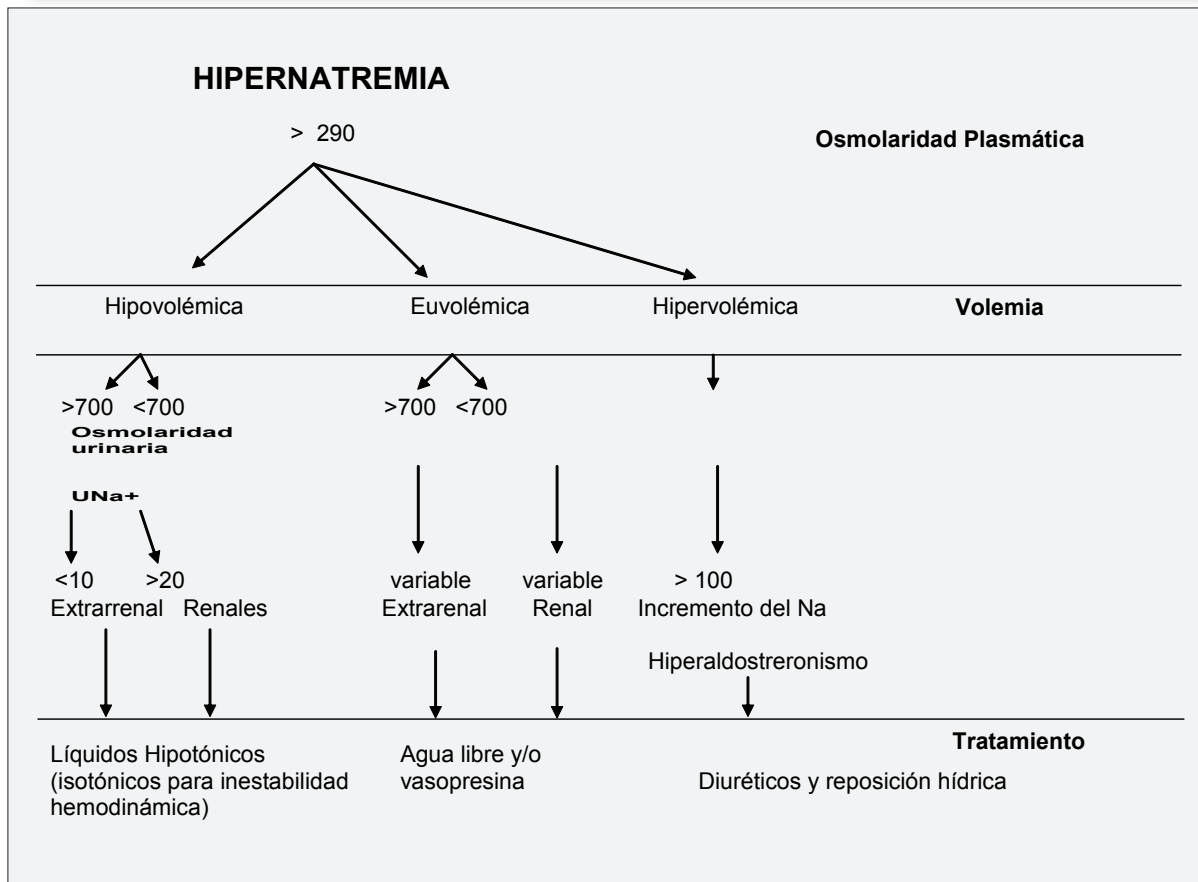 HIPERNATREMIA
> 290
Osmolaridad Plasmática
Hipovolémica Euvolémica Hipervolémica Volemia
>700 <700 >700 <700
Osmolaridad
urinaria
UNa+
<10 >20 variable variable > 100
Extrarrenal Renales Extrarenal Renal Incremento del Na
Hiperaldostreronismo
Tratamiento
Líquidos Hipotónicos
(isotónicos para inestabilidad
hemodinámica)
Agua libre y/o
vasopresina
Diuréticos y reposición hídrica